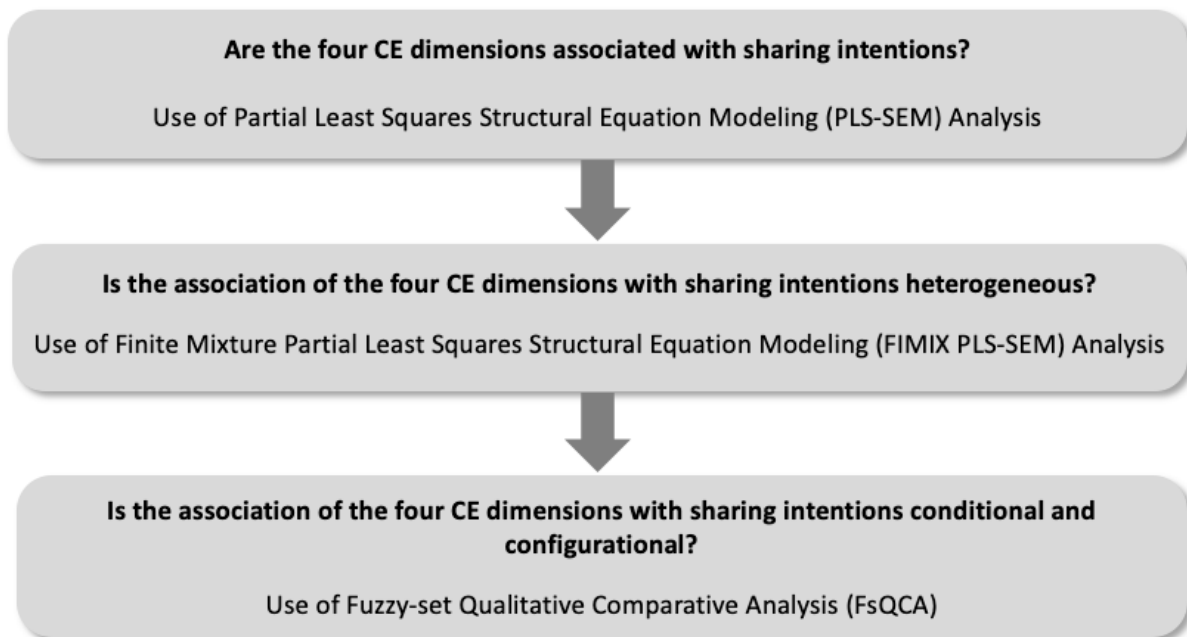 Are the four CE dimensions associated with sharing intentions?
Use of Partial Least Squares Structural Equation Modeling (PLS-SEM) Analysis
Is the association of the four CE dimensions with sharing intentions heterogeneous?
Use of Finite Mixture Partial Least Squares Structural Equation Modeling (FIMIX PLS-SEM) Analysis
Is the association of the four CE dimensions with sharing intentions conditional and
configurational?
Use of Fuzzy-set Qualitative Comparative Analysis (FsQCA)